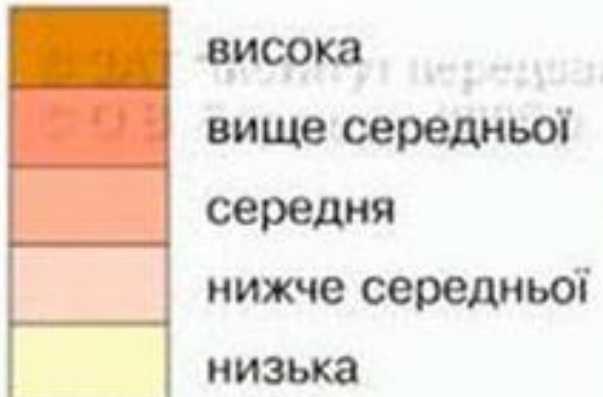 висока
вище середньої
середня
нижче середньої
низька